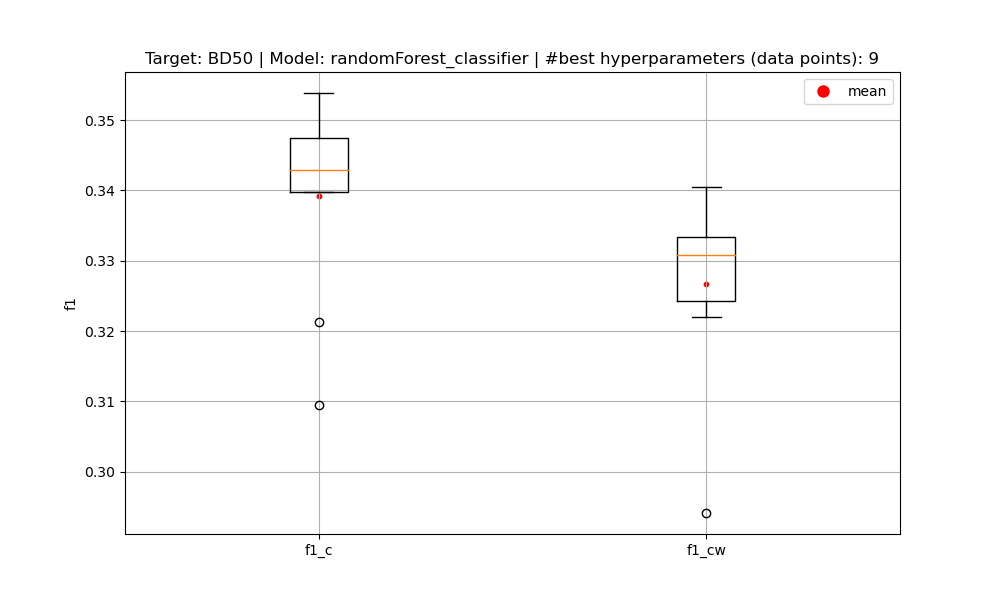 Target: BD50 | Model: randomForest_classifier | #best hyperparameters (data points): 9
mean
0.35
0.34
0.33
0.32
0.31
0.30
f1
f1_c
f1_cw